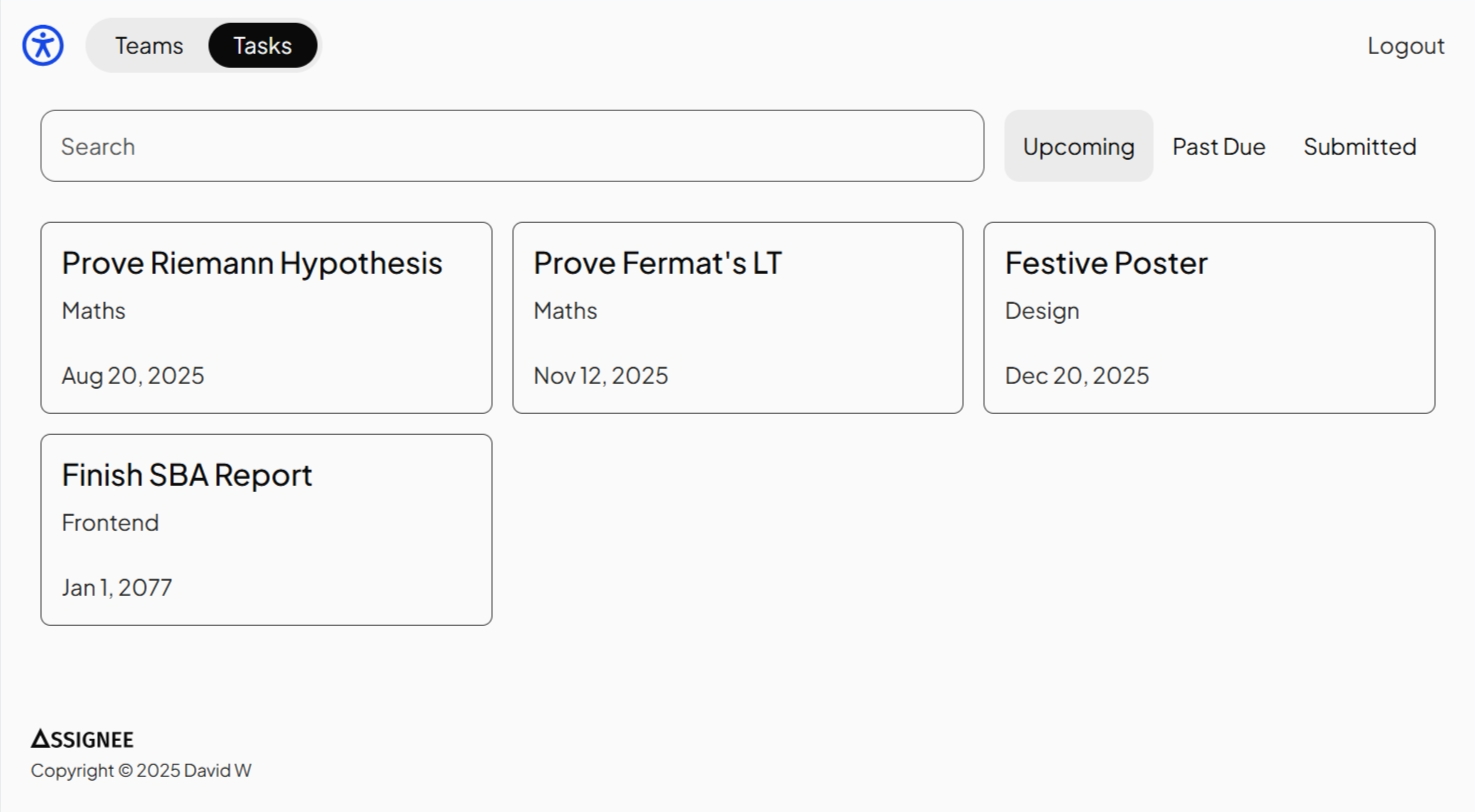 Teams Tasks Logout
Search Upcoming Past Due Submitted
Prove Riemann Hypothesis
Maths
Aug 20, 2025
Prove Fermat's LT
Maths
Nov 12, 2025
Festive Poster
Design
Dec 20, 2025
Finish SBA Report
Frontend
Jan 1, 2077
ASSIGNEE
Copyright © 2025 David W